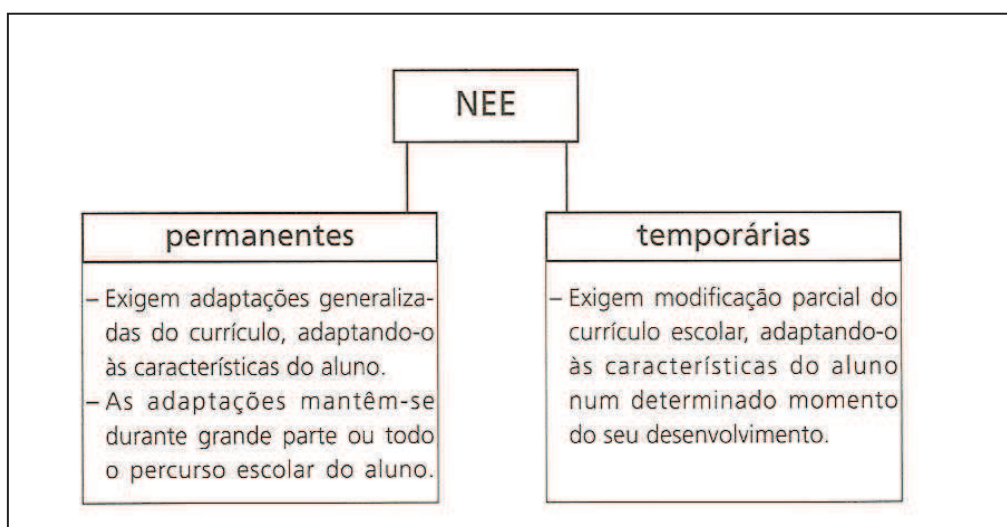 NEE
permanentes
– Exigem adaptações generaliza-
das do currículo, adaptando-o
às características do aluno.
– As adaptações mantêm-se
durante grande parte ou todo
o percurso escolar do aluno.
temporárias
– Exigem modificação parcial do
currículo escolar, adaptando-o
às características do aluno
num determinado momento
do seu desenvolvimento.